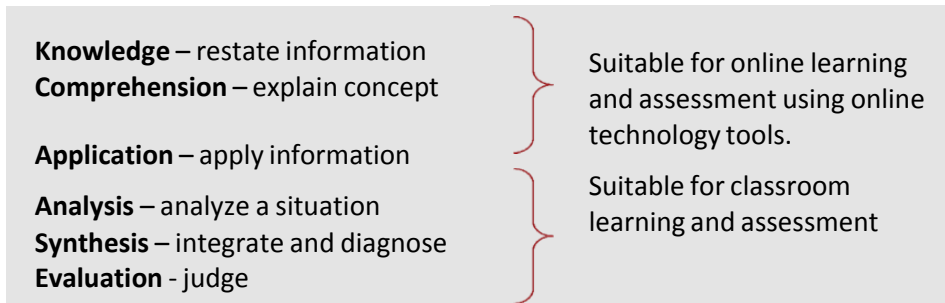 Knowledge – restate information
Comprehension – explain concept
Application – apply information
Analysis – analyze a situation
Synthesis – integrate and diagnose
Evaluation - judge
Suitable for online learning
and assessment using online
technology tools.
Suitable for classroom
learning and assessment